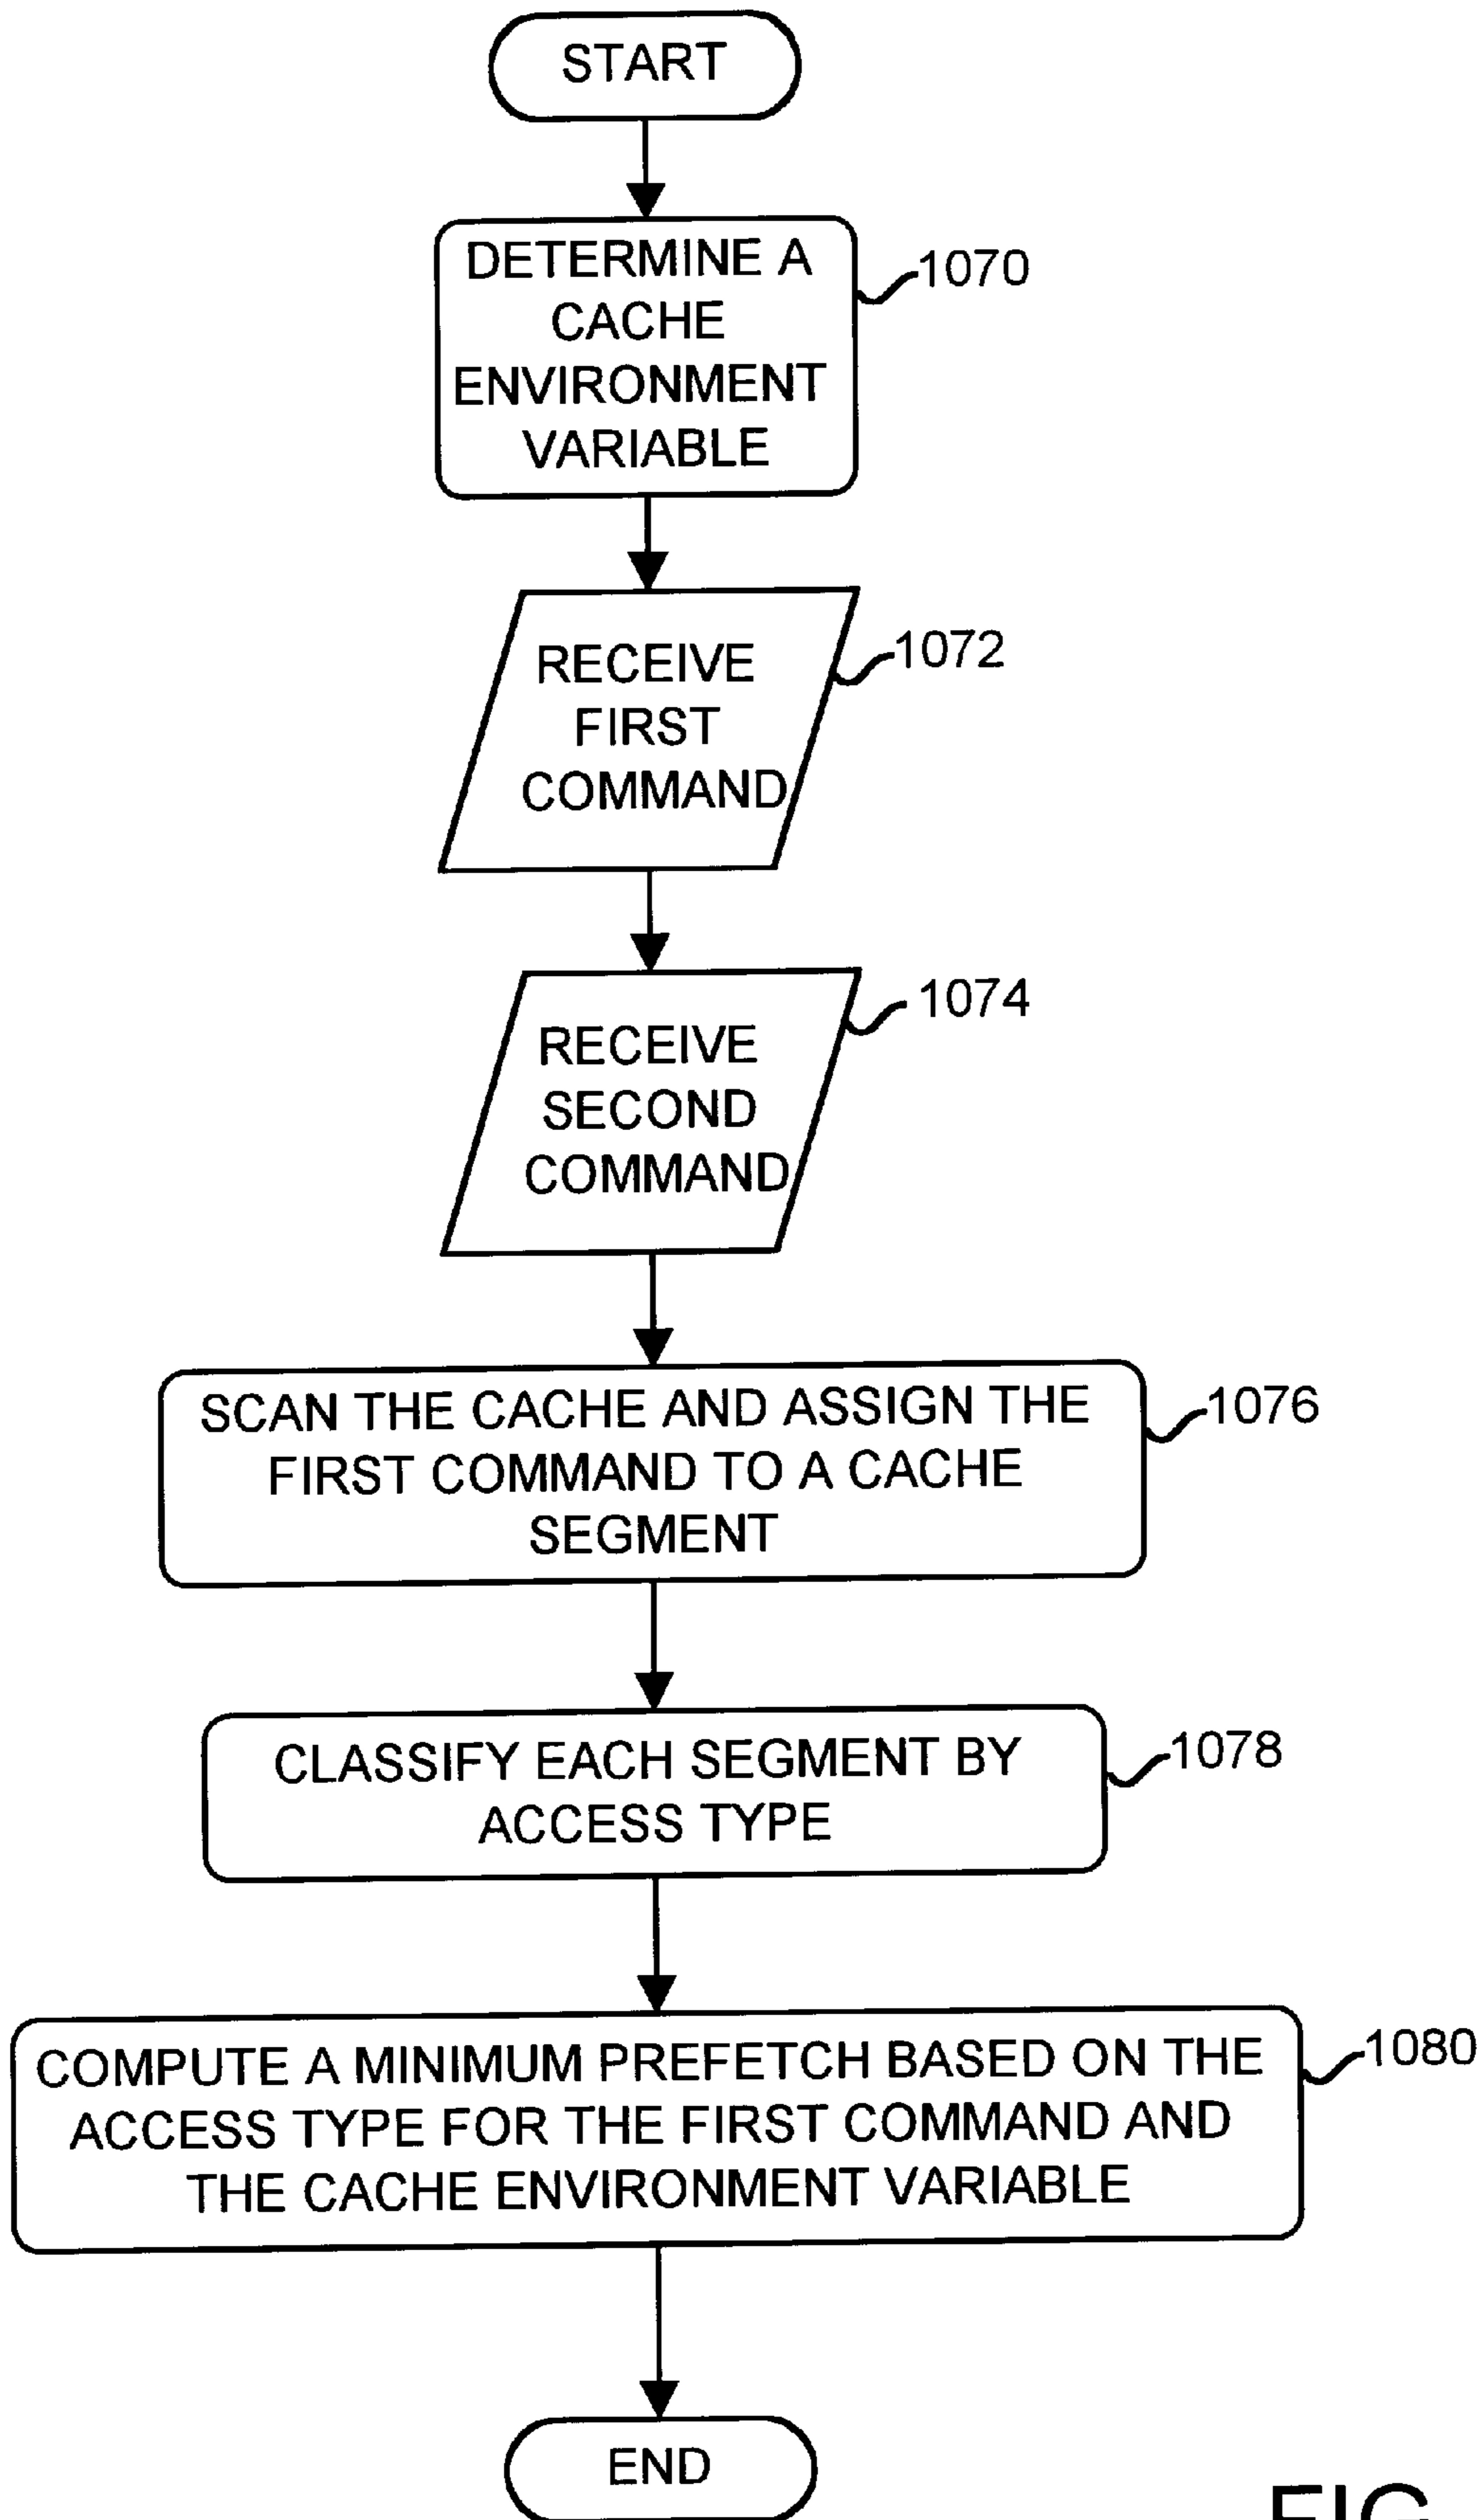 START
DETERMINE A
CACHE
ENVIRONMENT
VARIABLE
1070
RECEIVE
FIRST
COMMAND
1072
RECEIVE
SECOND
COMMAND
1074
SCAN THE CACHE AND ASSIGN THE
FIRST COMMAND TO A CACHE
SEGMENT
1076
CLASSIFY EACH SEGMENT BY
ACCESS TYPE
1078
COMPUTE A MINIMUM PREFETCH BASED ON THE
ACCESS TYPE FOR THE FIRST COMMAND AND
THE CACHE ENVIRONMENT VARIABLE
1080
END
FIG